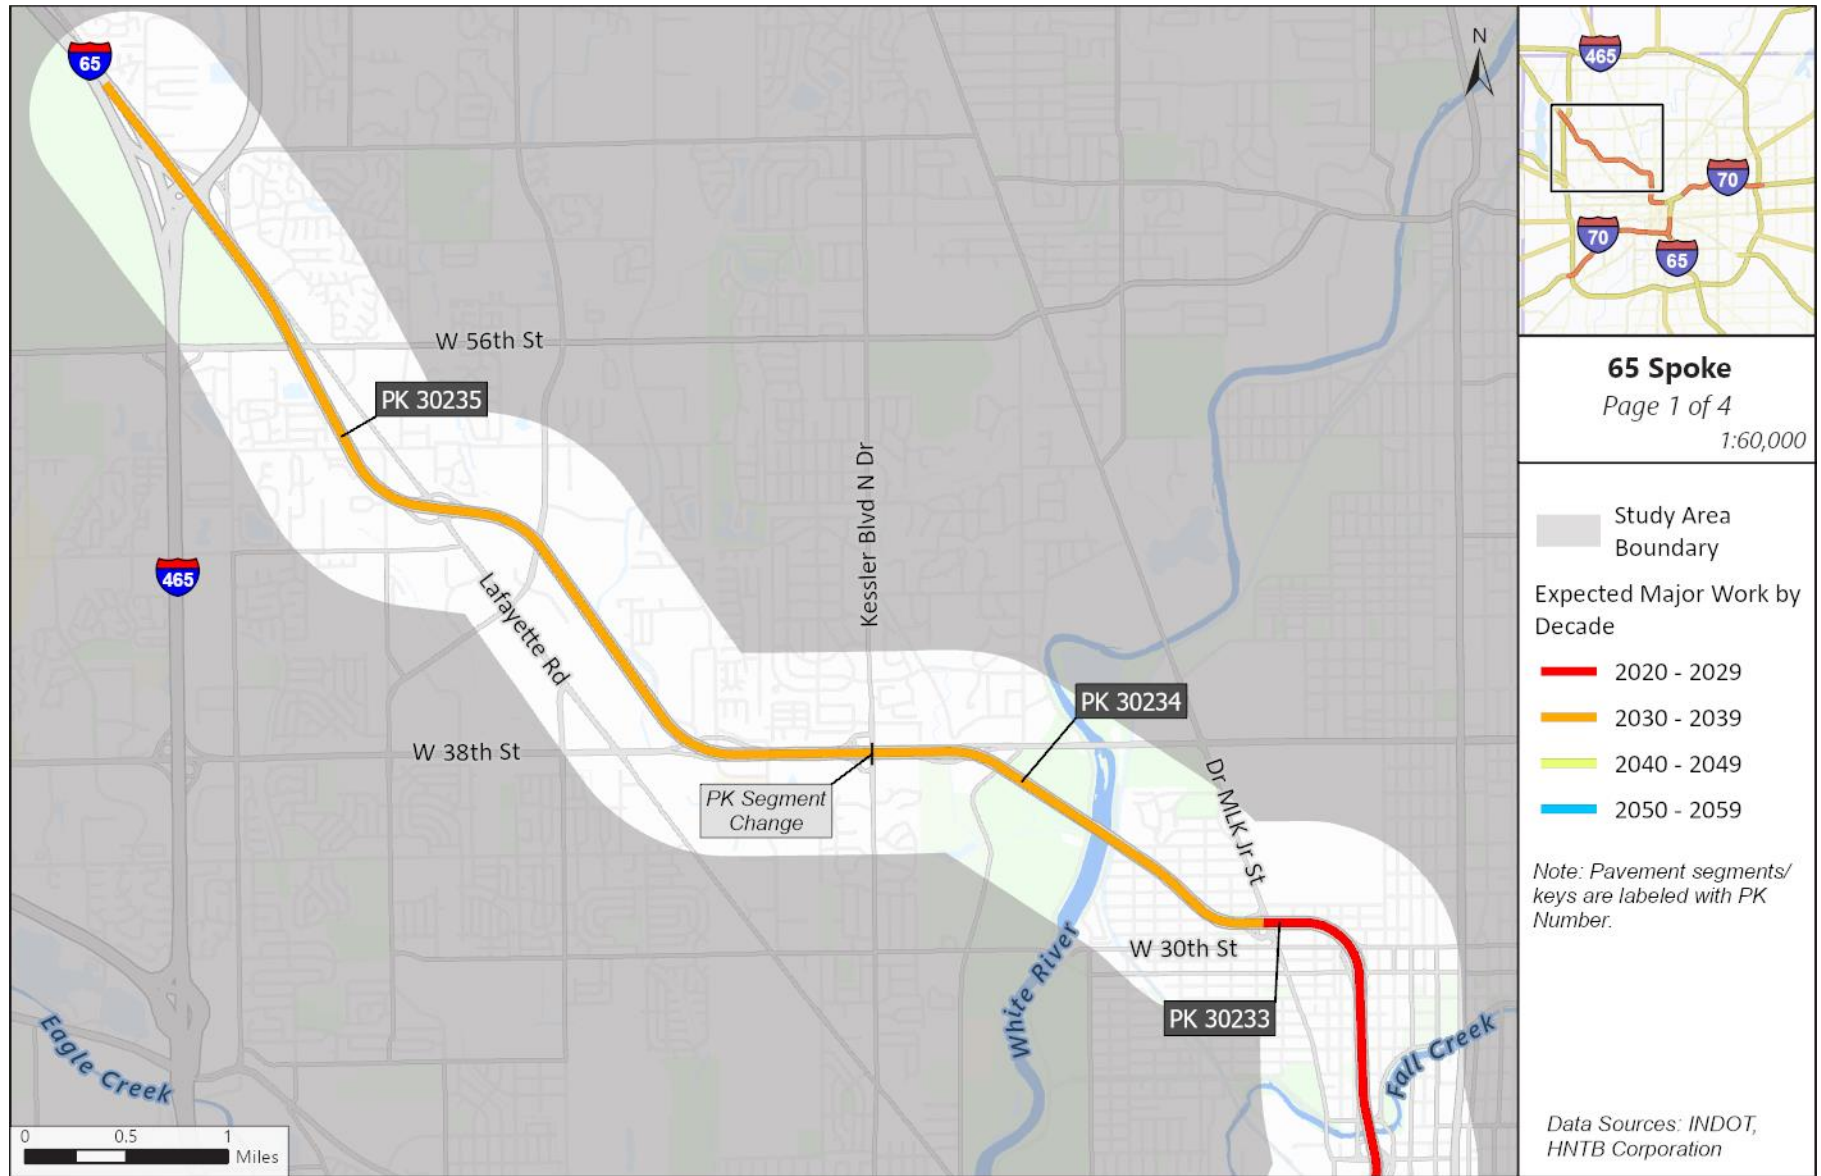 65
N
W 56th St
PK 30235
Kessler Blvd N Dr
465
Lafayette Rd
PK 30234
W 38th St
PK Segment
Change
Dr MLK Jr St
W 30th St
White River
PK 30233
Eagle Creek
Fall Creek
0 0.5 1
Miles
465
70
70
65
65 Spoke
Page 1 of 4
1:60,000
Study Area
Boundary
Expected Major Work by
Decade
2020 - 2029
2030 - 2039
2040 - 2049
2050 - 2059
Note: Pavement segments/
keys are labeled with PK
Number.
Data Sources: INDOT,
HNTB Corporation